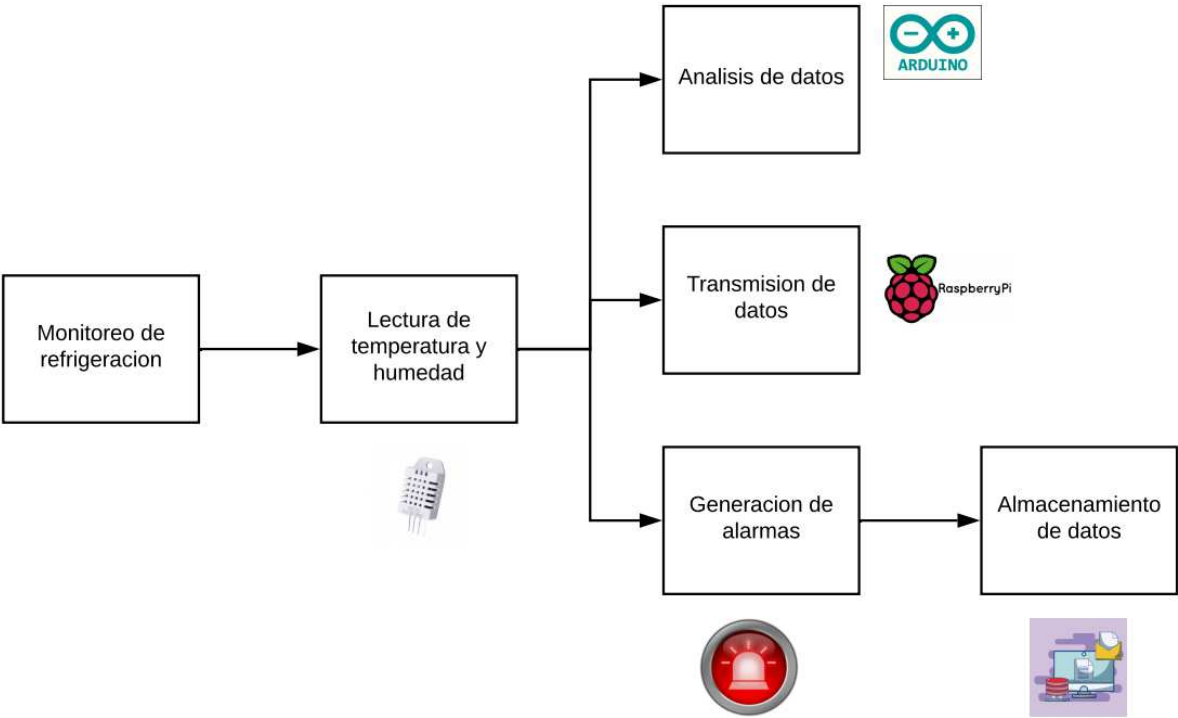 Analisis de datos
ARDUINO
Transmision de
datos
RaspberryPi
Monitoreo de
refrigeracion
Lectura de
temperatura y
humedad
Generacion de
alarmas
Almacenamiento
de datos